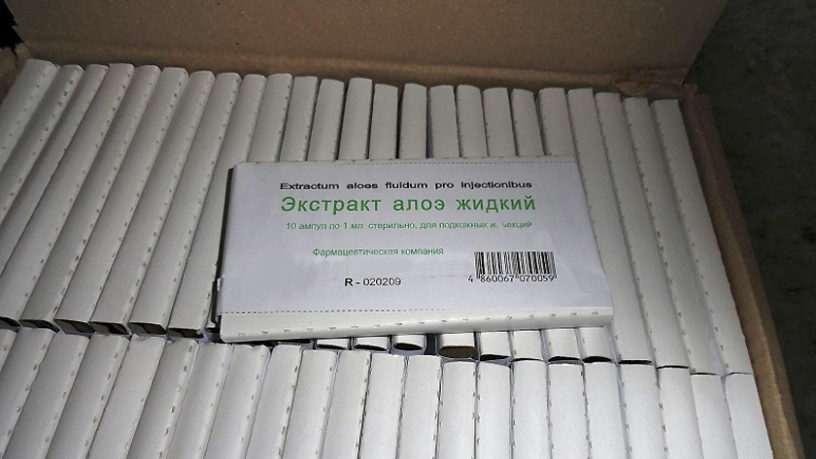 Extractum aloes fluidum pro injectionibus
Экстракт алоэ жидкий
10 ампул по 1 мл стерильно, для подкожных
Фармацевтическая компания
R - 020209
4 860067 070059